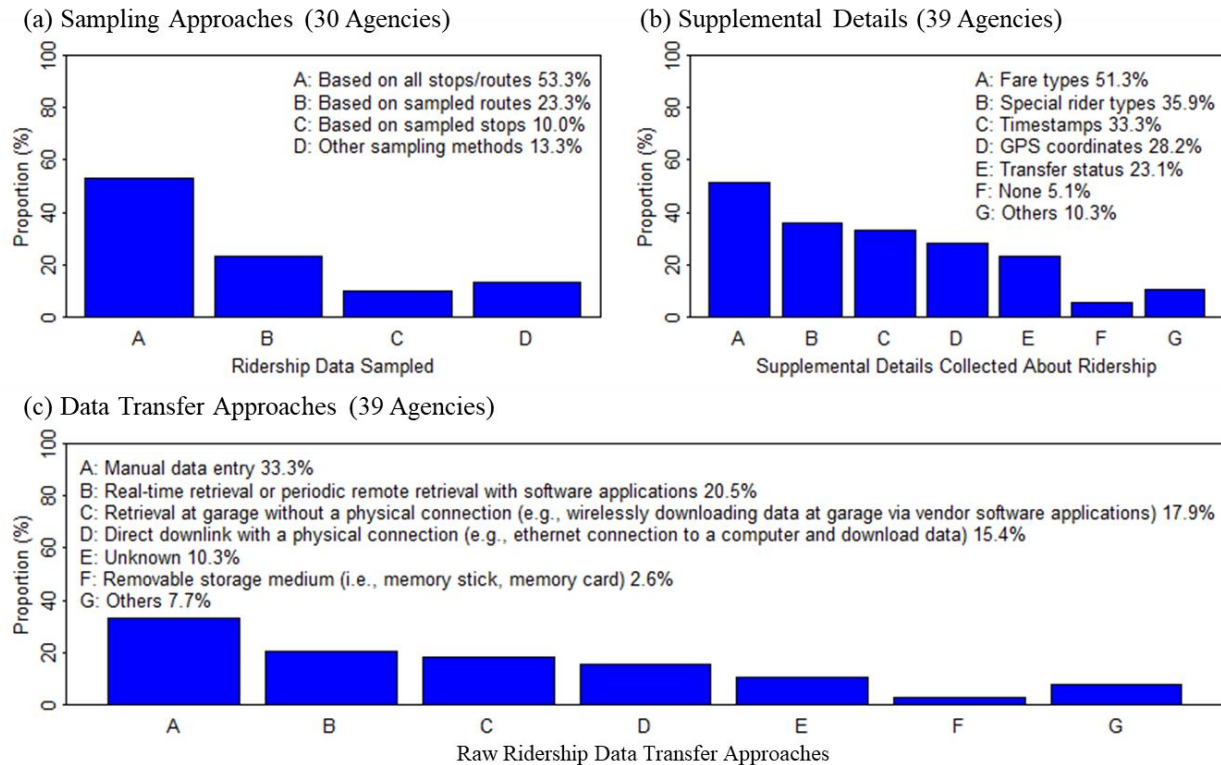 (a) Sampling Approaches (30 Agencies)
100
80
60
40
20
0
Proportion (%)
A: Based on all stops/routes 53.3%
B: Based on sampled routes 23.3%
C: Based on sampled stops 10.0%
D: Other sampling methods 13.3%
A B C D
Ridership Data Sampled
(b) Supplemental Details (39 Agencies)
100
80
60
40
20
0
Proportion (%)
A: Fare types 51.3%
B: Special rider types 35.9%
C: Timestamps 33.3%
D: GPS coordinates 28.2%
E: Transfer status 23.1%
F: None 5.1%
G: Others 10.3%
A B C D E F G
Supplemental Details Collected About Ridership
(c) Data Transfer Approaches (39 Agencies)
100
80
60
40
20
0
Proportion (%)
A: Manual data entry 33.3%
B: Real-time retrieval or periodic remote retrieval with software applications 20.5%
C: Retrieval at garage without a physical connection (e.g., wirelessly downloading data at garage via vendor software applications) 17.9%
D: Direct downlink with a physical connection (e.g., ethernet connection to a computer and download data) 15.4%
E: Unknown 10.3%
F: Removable storage medium (i.e., memory stick, memory card) 2.6%
G: Others 7.7%
A B C D E F G
Raw Ridership Data Transfer Approaches